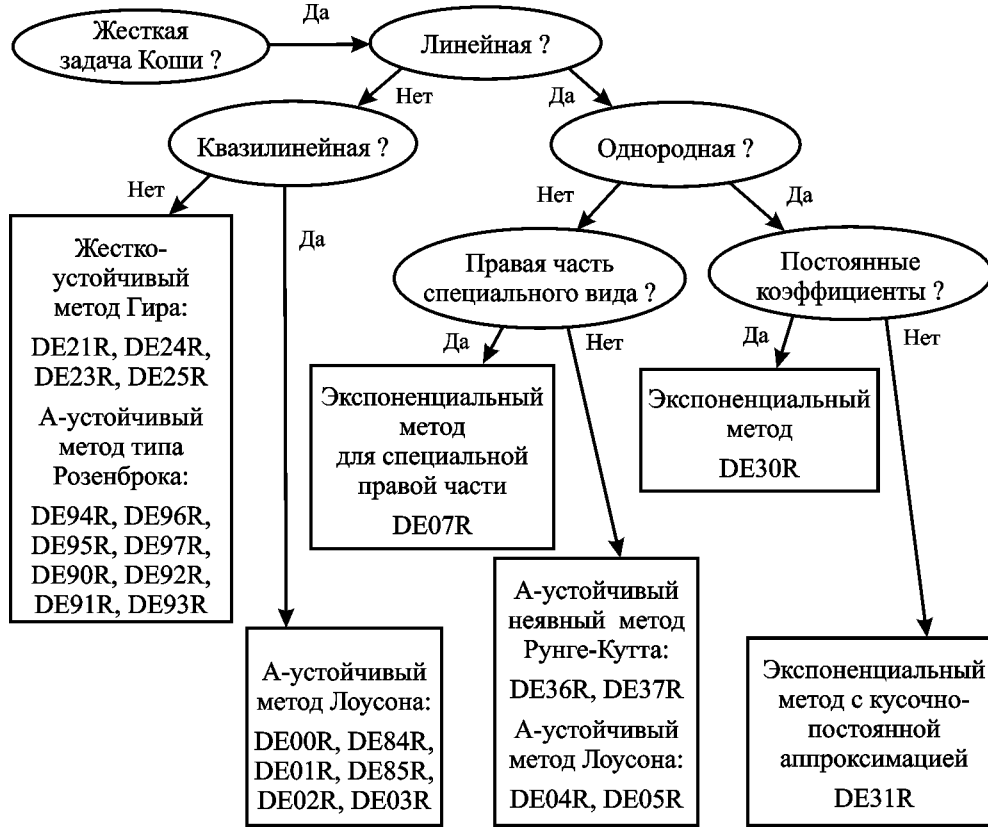 Да
Жесткая
задача Коши ?
Линейная ?
Нет
Да
Квазилинейная ?
Однородная ?
Нет
Да
Нет
Да
Жестко-
устойчивый
метод Гира:
DE21R, DE24R,
DE23R, DE25R
А-устойчивый
метод типа
Розенброка:
DE94R, DE96R,
DE95R, DE97R,
DE90R, DE92R,
DE91R, DE93R
Правая часть
специального вида ?
Постоянные
коэффициенты ?
Да
Нет
Да
Нет
Экспоненциальный
метод
для специальной
правой части
DE07R
Экспоненциальный
метод
DE30R
А-устойчивый
метод Лоусона:
DE00R, DE84R,
DE01R, DE85R,
DE02R, DE03R
А-устойчивый
неявный метод
Рунге-Кутта:
DE36R, DE37R
А-устойчивый
метод Лоусона:
DE04R, DE05R
Экспоненциальный
метод с кусочно-
постоянной
аппроксимацией
DE31R